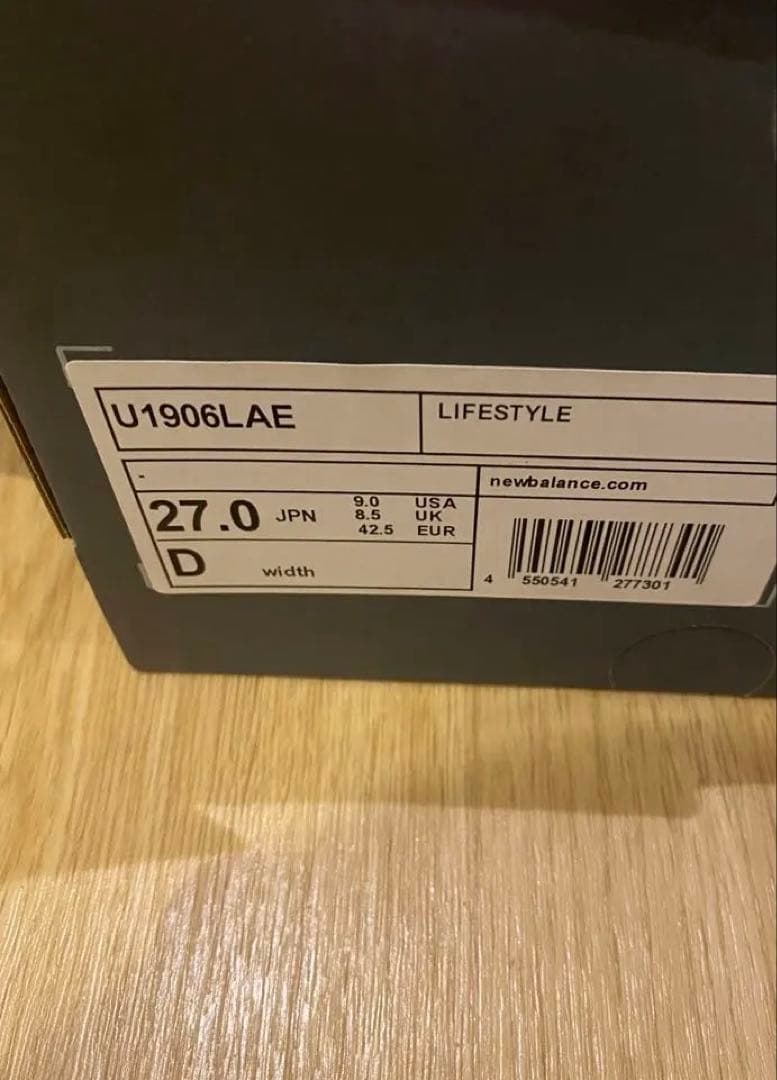 U1906LAE
LIFESTYLE
-
newbalance.com
27.0 JPN
9.0 USA
8.5 UK
42.5 EUR
D width
4 550541 277301